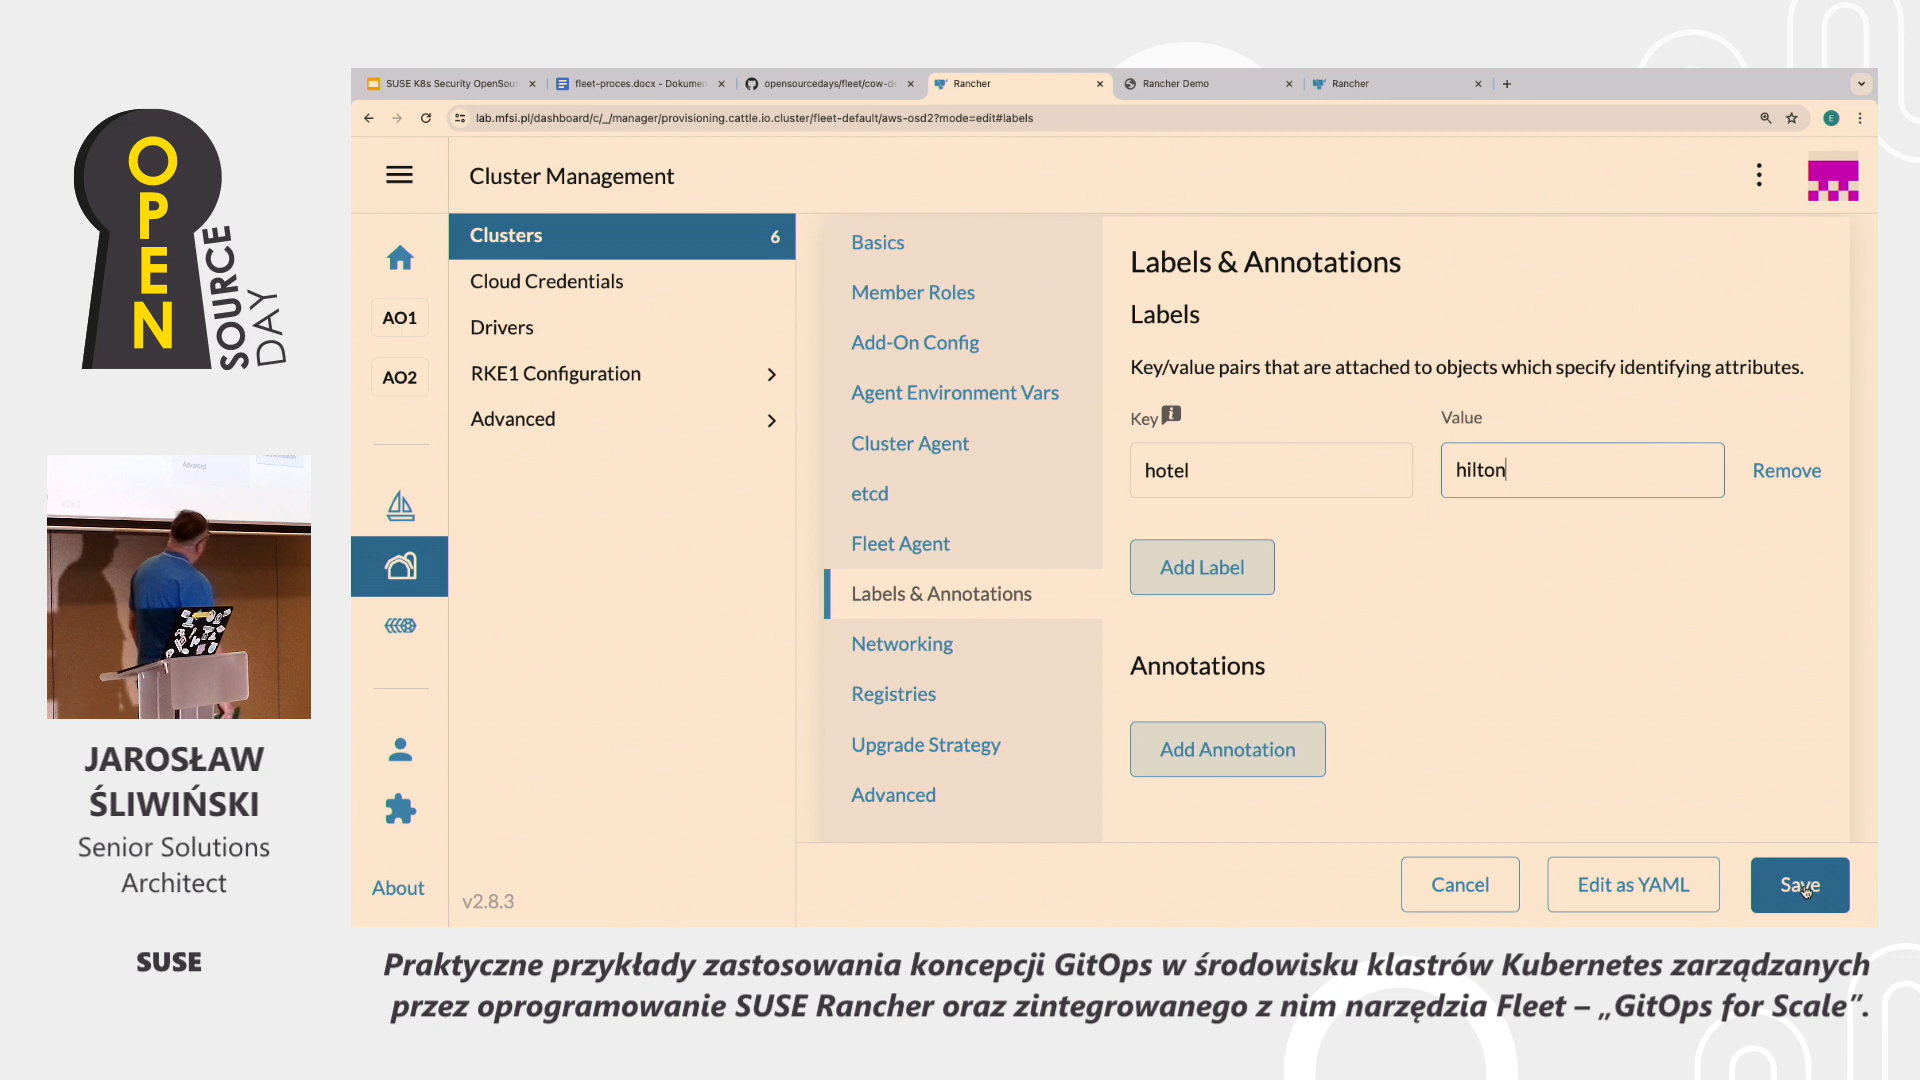 OPEN
SOURCE
DAY
JAROSŁAW
ŚLIWIŃSKI
Senior Solutions
Architect
SUSE
SUSE K8s Security OpenSour
fleet-proces.docx - Dokumen
opensourcedays/fleet/cow-de
Rancher
Rancher Demo
Rancher
lab.mfsi.pl/dashboard/c/_/manager/provisioning.cattle.io.cluster/fleet-default/aws-osd2?mode=edit#labels
E
Cluster Management
AO1
AO2
About
Clusters 6
Cloud Credentials
Drivers
RKE1 Configuration
Advanced
v2.8.3
Basics
Member Roles
Add-On Config
Agent Environment Vars
Cluster Agent
etcd
Fleet Agent
Labels & Annotations
Networking
Registries
Upgrade Strategy
Advanced
Labels & Annotations
Labels
Key/value pairs that are attached to objects which specify identifying attributes.
Key Value
hotel hilton Remove
Add Label
Annotations
Add Annotation
Cancel Edit as YAML Save
Praktyczne przykłady zastosowania koncepcji GitOps w środowisku klastrów Kubernetes zarządzanych
przez oprogramowanie SUSE Rancher oraz zintegrowanego z nim narzędzia Fleet – „GitOps for Scale”.